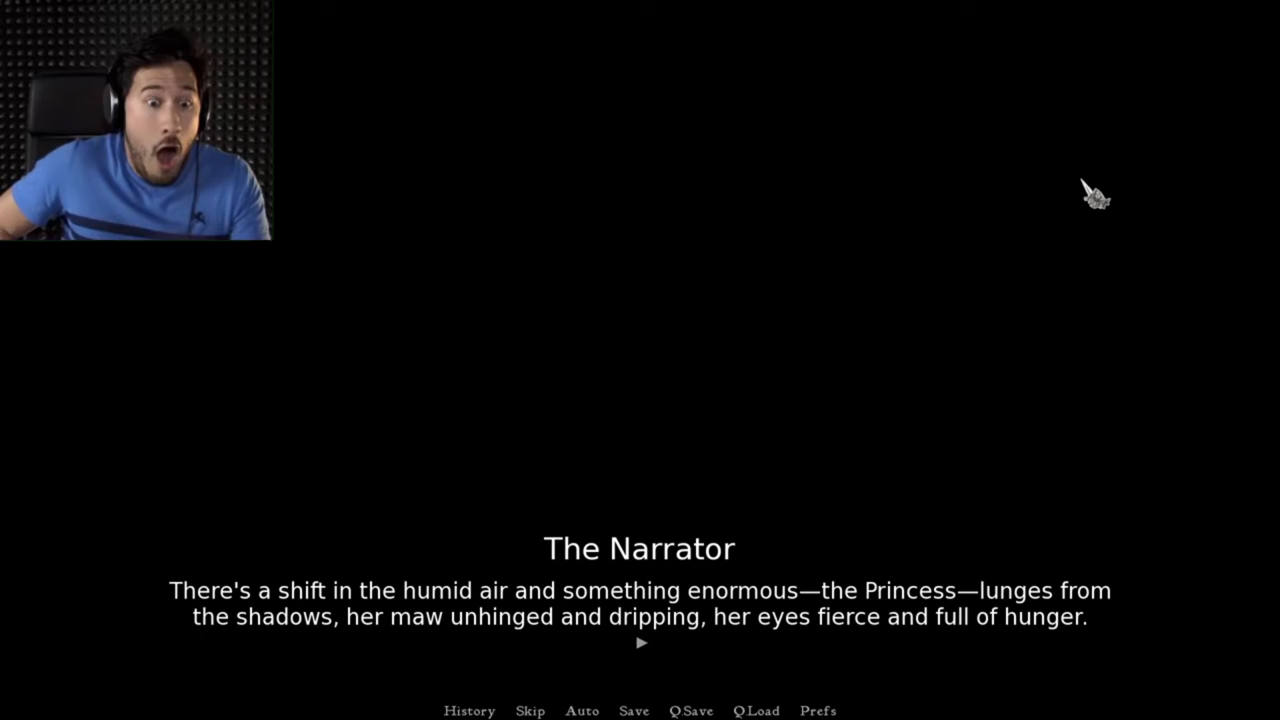 The Narrator
There's a shift in the humid air and something enormous—the Princess—lunges from
the shadows, her maw unhinged and dripping, her eyes fierce and full of hunger.
History Skip Auto Save Q.Save Q.Load Prefs